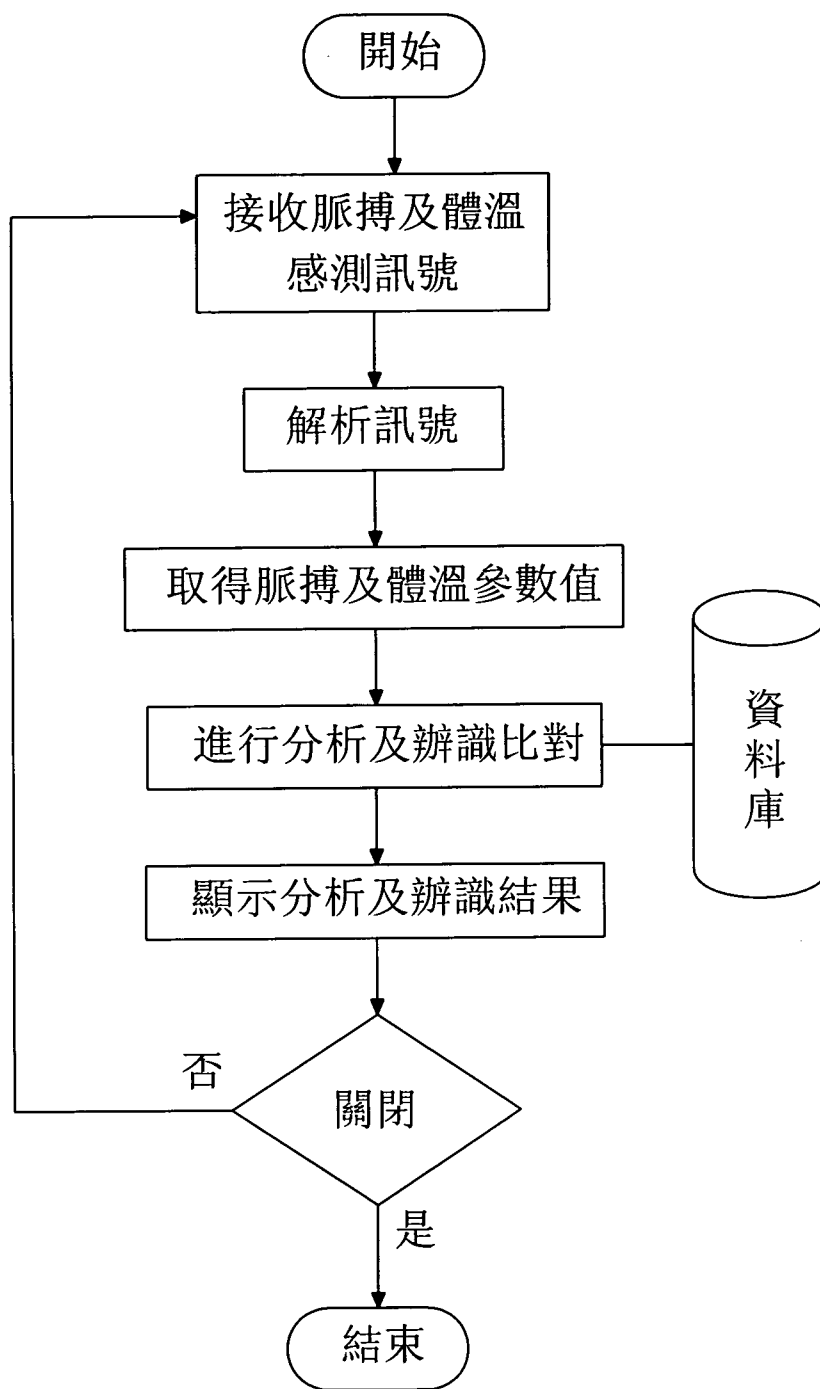 開始
接收脈搏及體溫
感測訊號
解析訊號
取得脈搏及體溫參數值
進行分析及辦識比對
資料庫
顯示分析及辦識結果
關閉
否
是
結束